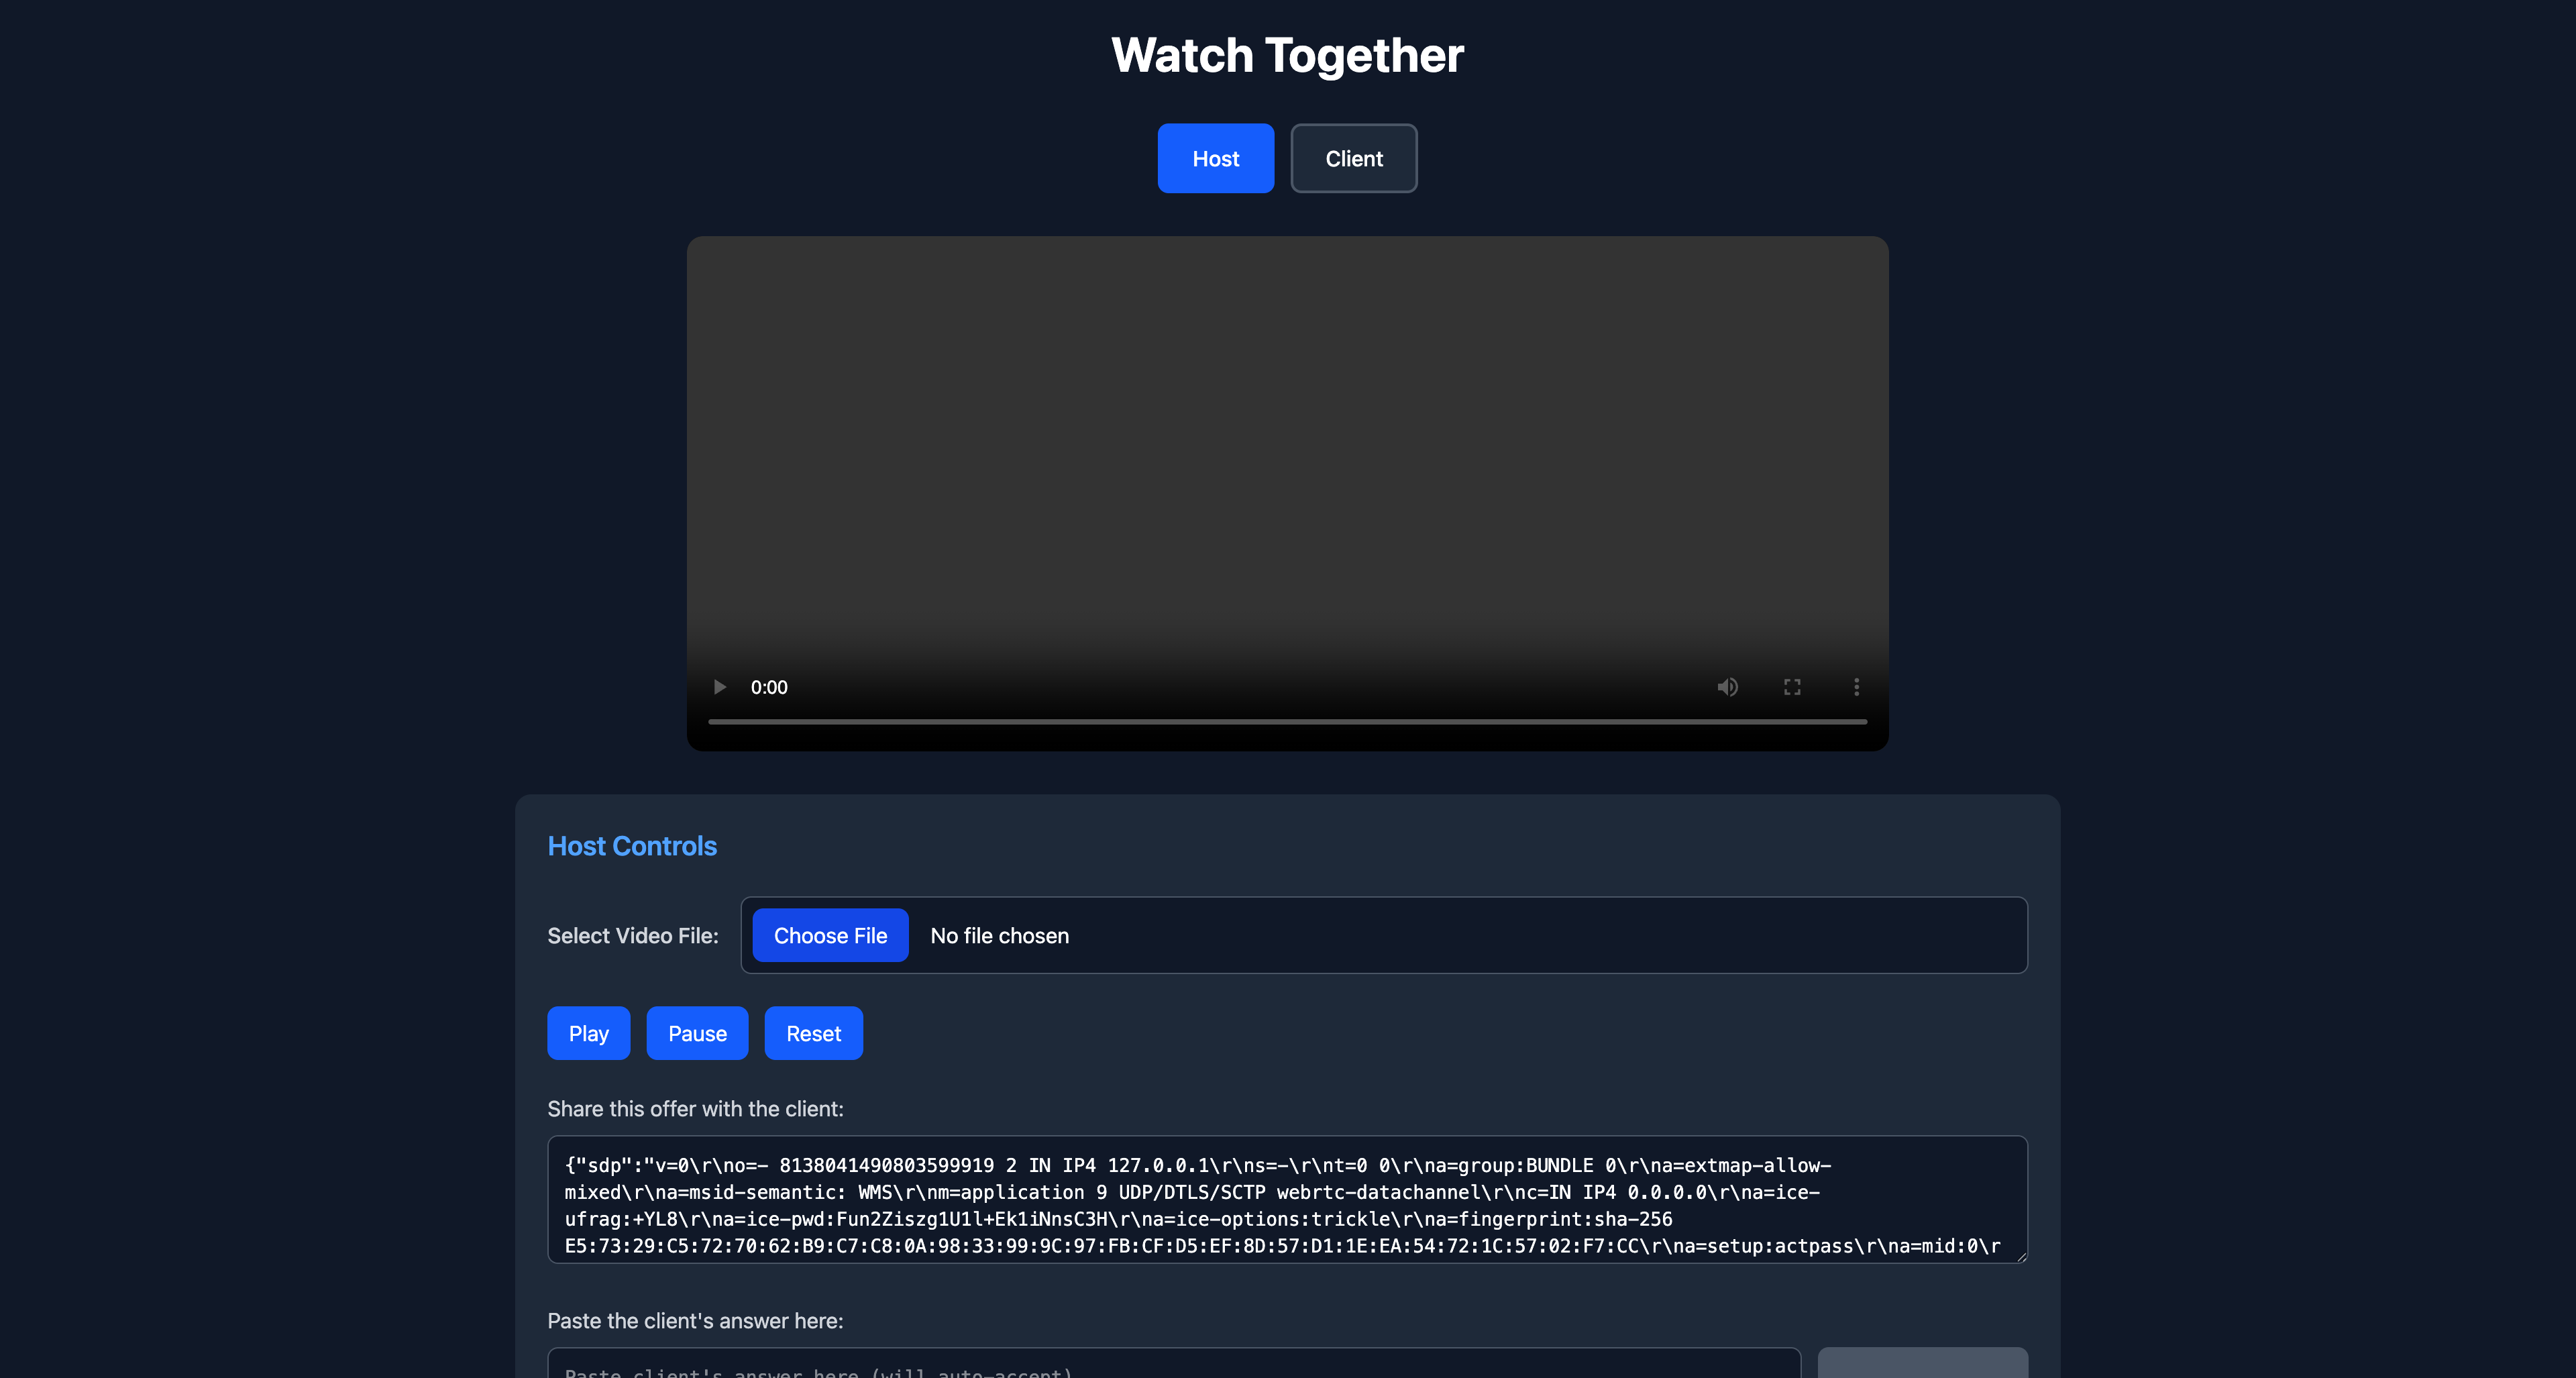 Watch Together
Host
Client
0:00
Host Controls
Select Video File:
Choose File
No file chosen
Play
Pause
Reset
Share this offer with the client:
{"sdp":"v=0\r\no=- 8138041490803599919 2 IN IP4 127.0.0.1\r\ns=-\r\nt=0 0\r\na=group:BUNDLE 0\r\na=extmap-allow-
mixed\r\na=msid-semantic: WMS\r\nm=application 9 UDP/DTLS/SCTP webrtc-datachannel\r\nc=IN IP4 0.0.0.0\r\na=ice-
ufrag:+YL8\r\na=ice-pwd:Fun2Ziszg1U1l+Ek1iNnsC3H\r\na=ice-options:trickle\r\na=fingerprint:sha-256
E5:73:29:C5:72:70:62:B9:C7:C8:0A:98:33:99:9C:97:FB:CF:D5:EF:8D:57:D1:1E:EA:54:72:1C:57:02:F7:CC\r\na=setup:actpass\r\na=mid:0\r
Paste the client's answer here:
Paste client's answer here (will auto-accept)